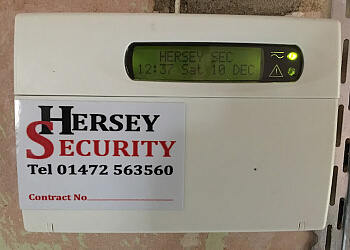 HERSEY SEC
12:37 Sat 10 DEC
HERSEY
SECURITY
Tel 01472 563560
Contract No